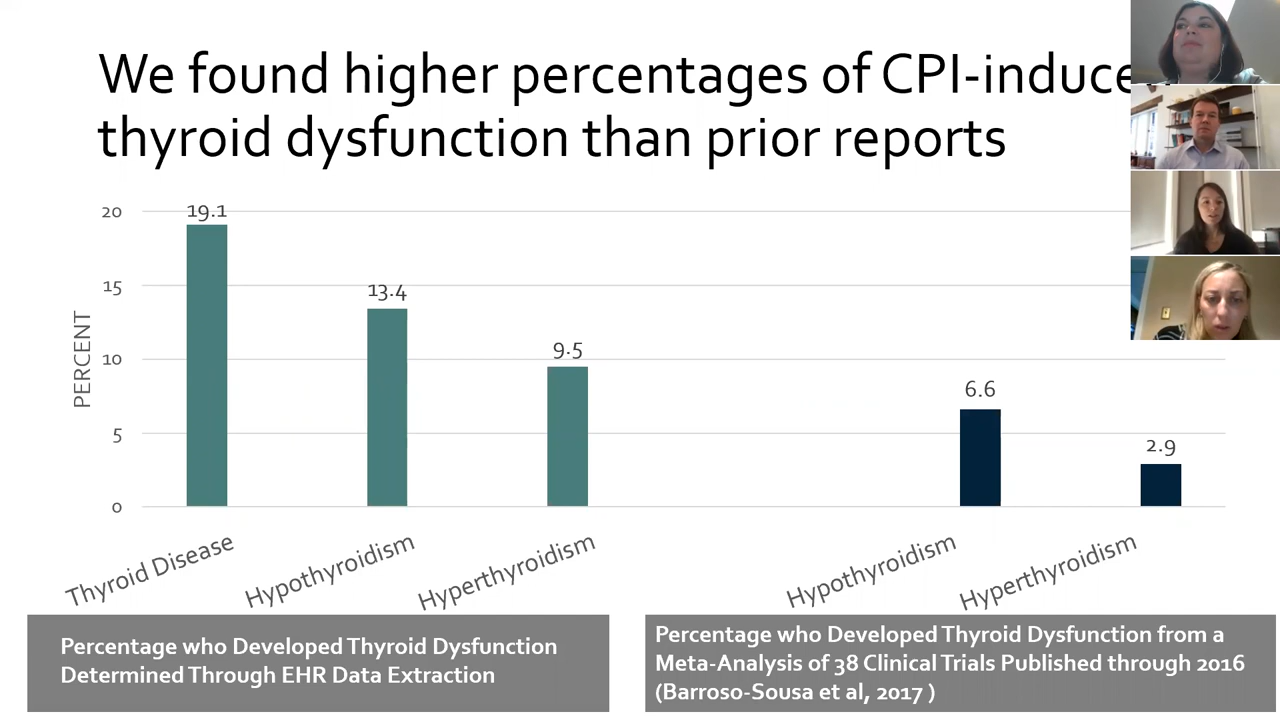 We found higher percentages of CPI-induce
thyroid dysfunction than prior reports
PERCENT
20
15
10
5
0
19.1
13.4
9.5
6.6
2.9
Thyroid Disease
Hypothyroidism
Hyperthyroidism
Hypothyroidism
Hyperthyroidism
Percentage who Developed Thyroid Dysfunction
Determined Through EHR Data Extraction
Percentage who Developed Thyroid Dysfunction from a
Meta-Analysis of 38 Clinical Trials Published through 2016
(Barroso-Sousa et al, 2017 )